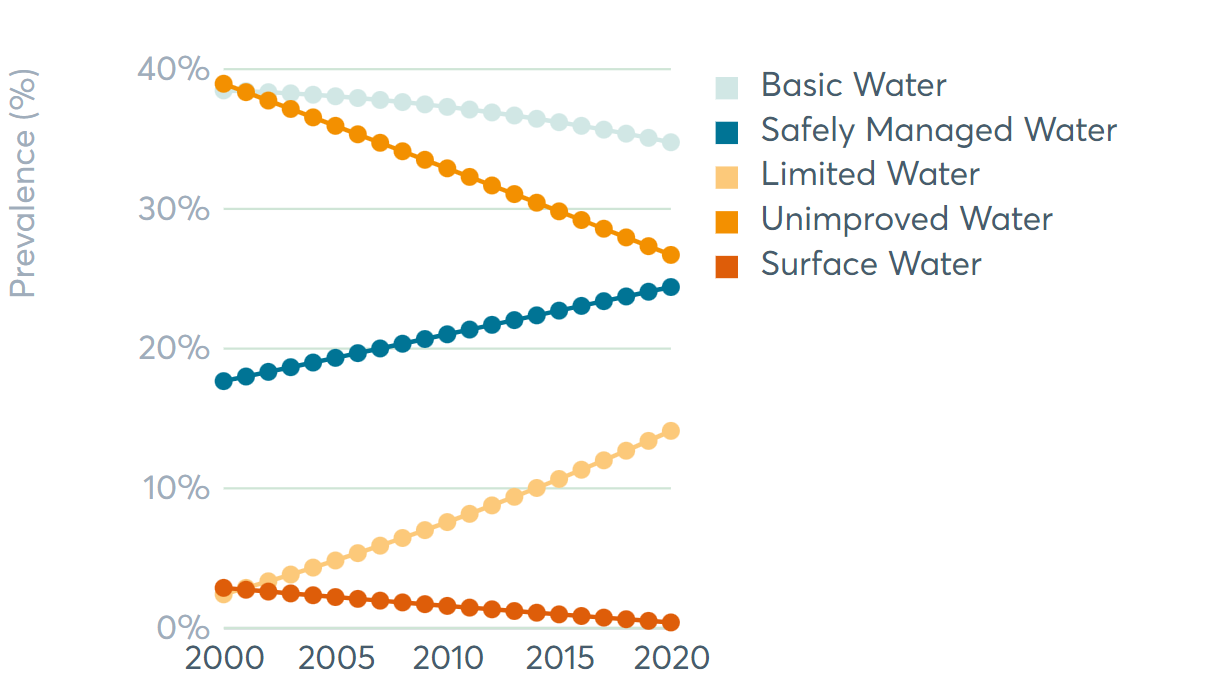 Prevalence (%)
40%
30%
20%
10%
0%
2000 2005 2010 2015 2020
Basic Water
Safely Managed Water
Limited Water
Unimproved Water
Surface Water